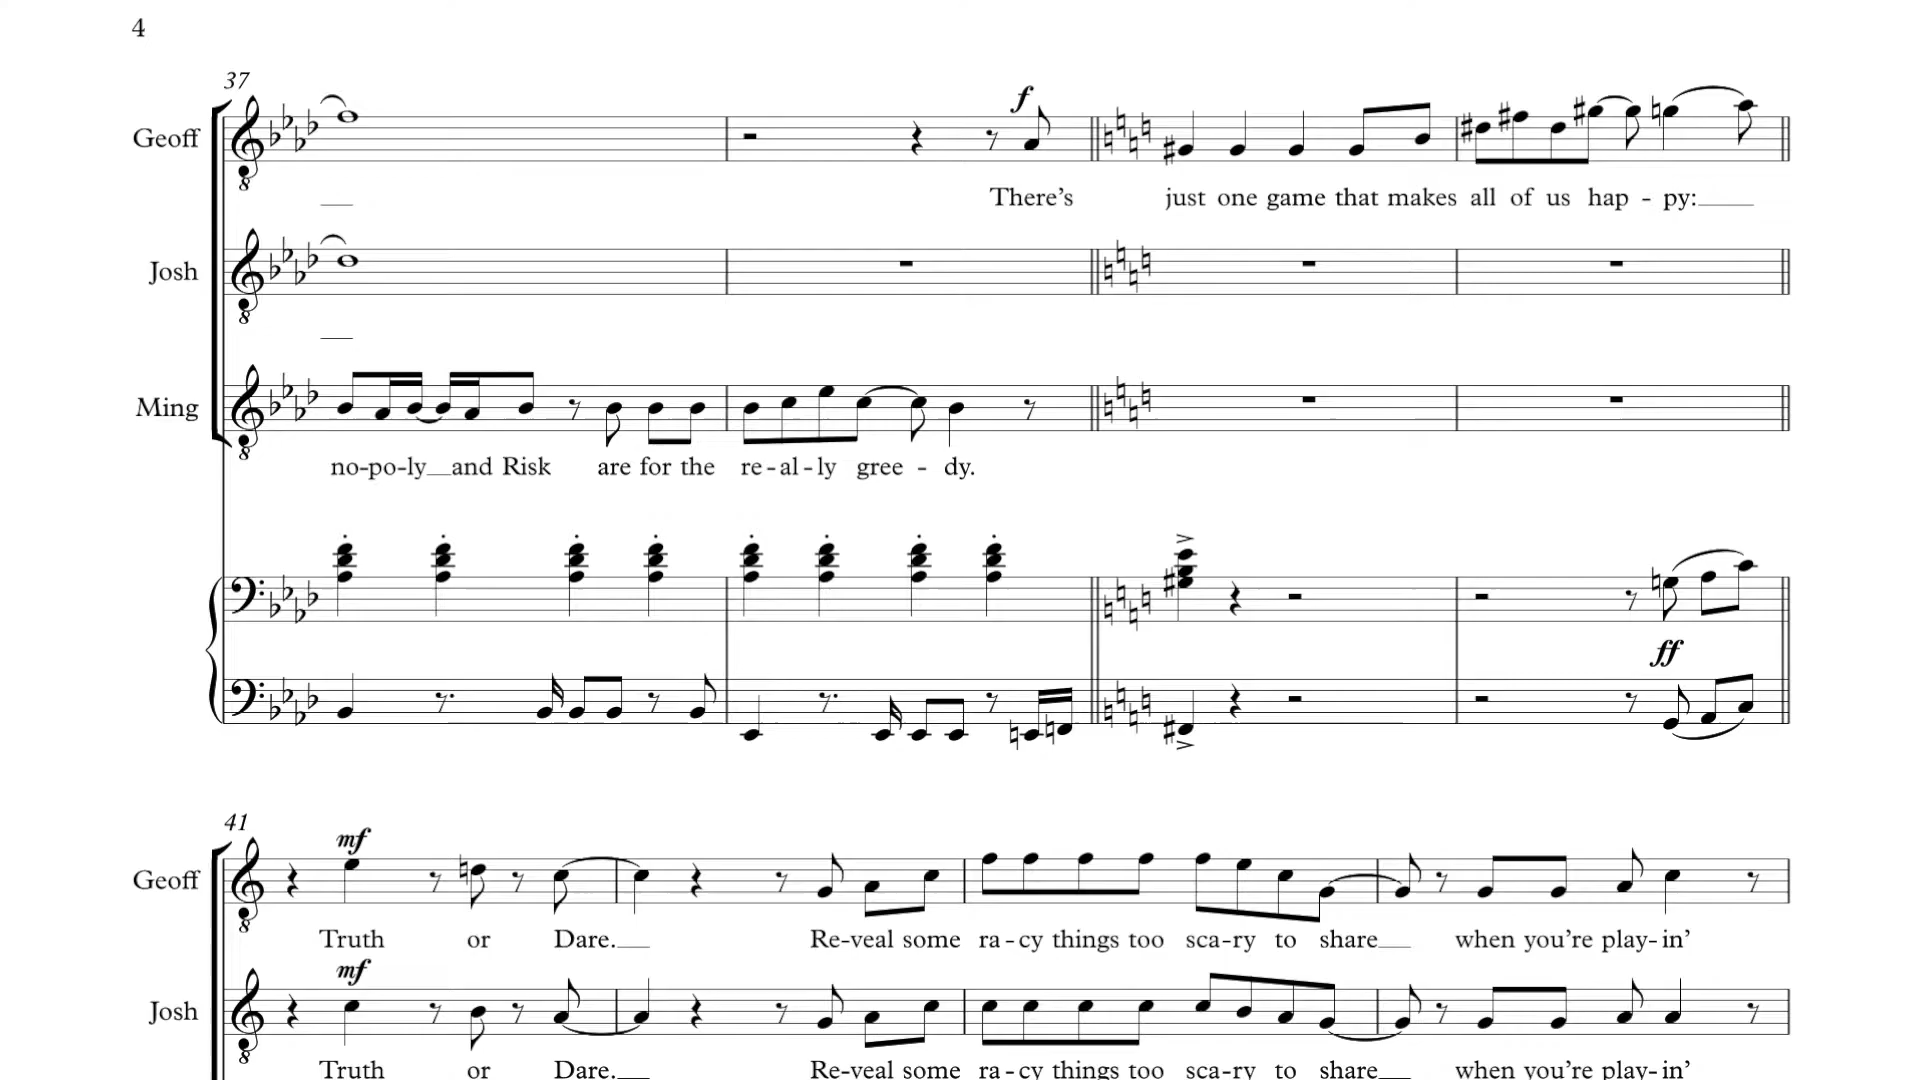 4
37
f
Geoff
There's just one game that makes all of us hap - py:
Josh
Ming
no-po-ly and Risk are for the re-al-ly gree - dy.
ff
41
mf
Geoff
Truth or Dare. Re-veal some ra-cy things too sca-ry to share when you're play-in'
mf
Josh
Truth or Dare. Re-veal some ra-cy things too sca-ry to share when you're play-in'